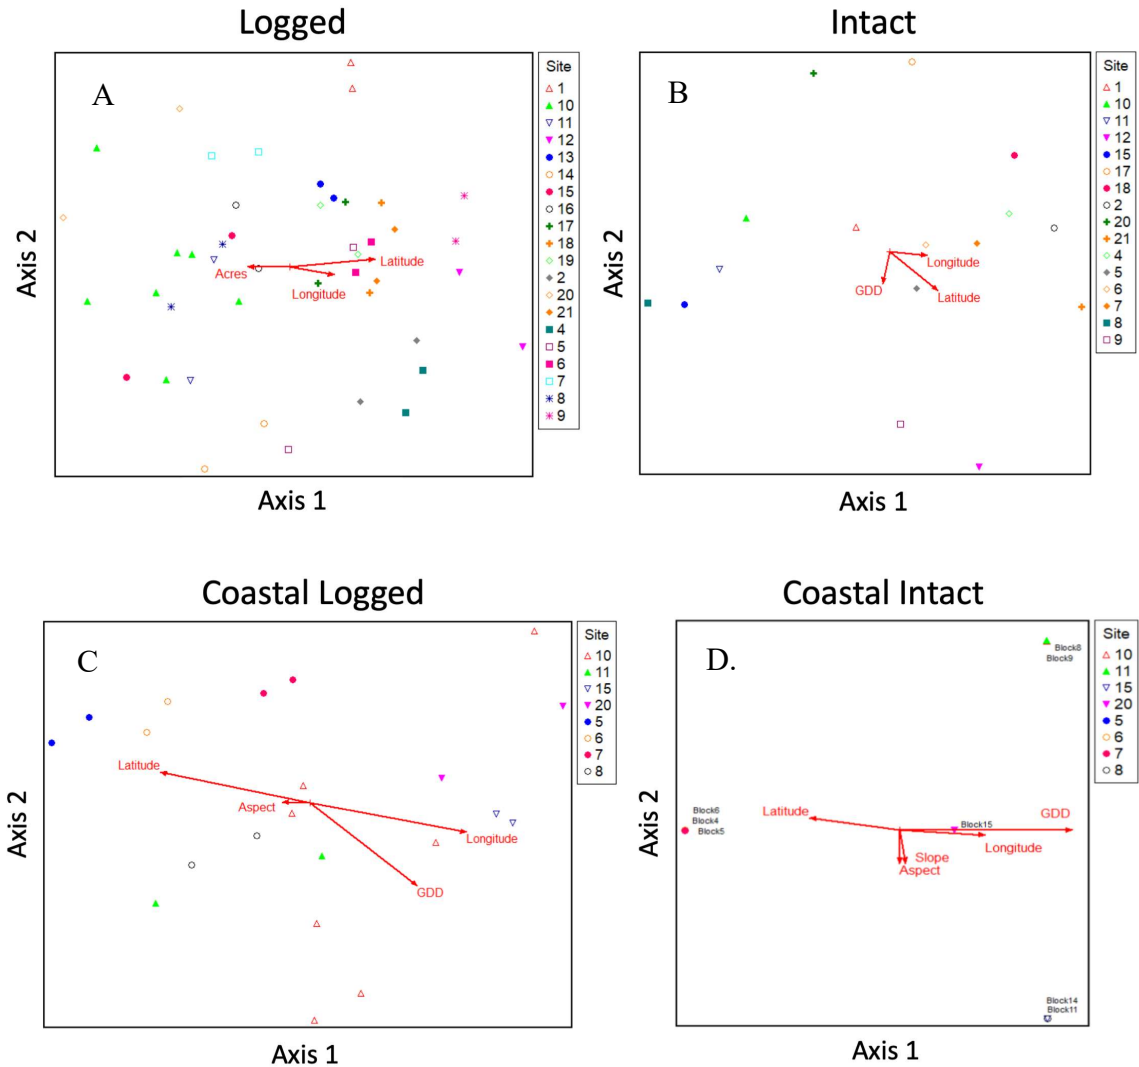 Logged
A
Acres
Latitude
Longitude
Axis 2
Axis 1
Site
1
10
11
12
13
14
15
16
17
18
19
2
20
21
4
5
6
7
8
9
Intact
B
Longitude
GDD
Latitude
Axis 2
Axis 1
Site
1
10
11
12
15
17
18
2
20
21
4
5
6
7
8
9
Coastal Logged
C
Latitude
Aspect
Longitude
GDD
Axis 2
Axis 1
Site
10
11
15
20
5
6
7
8
Coastal Intact
D.
Block8
Block9
Block6
Block4
Block5
Latitude
Block15
GDD
Longitude
Slope
Aspect
Block14
Block11
Axis 2
Axis 1
Site
10
11
15
20
5
6
7
8